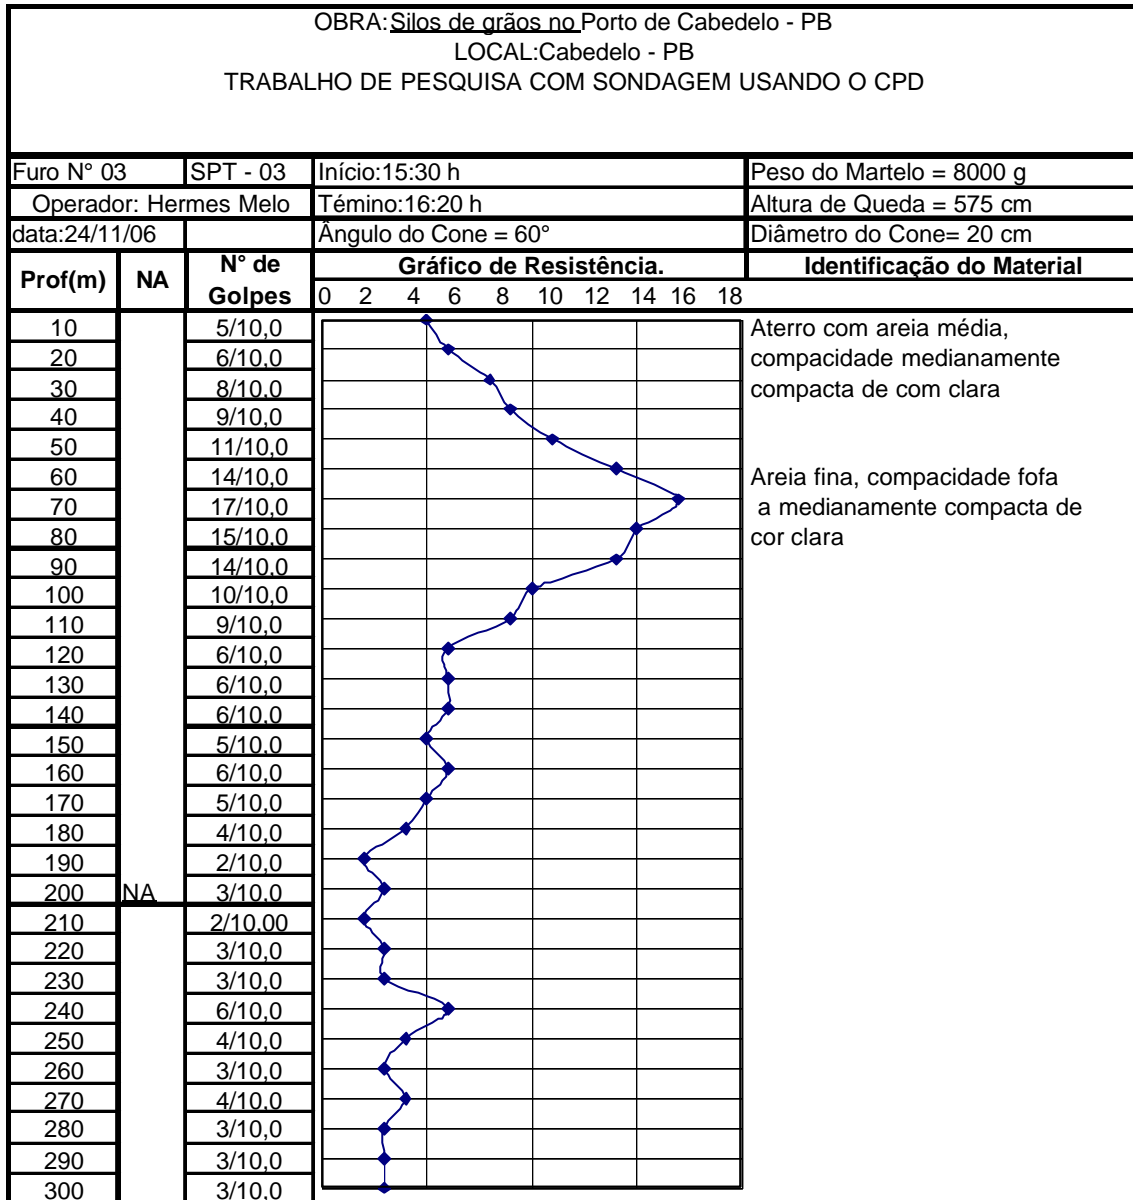 OBRA:Silos de grãos no Porto de Cabedelo - PB
LOCAL:Cabedelo - PB
TRABALHO DE PESQUISA COM SONDAGEM USANDO O CPD
Furo N° 03 SPT - 03 Início:15:30 h Peso do Martelo = 8000 g
Operador: Hermes Melo Témino:16:20 h Altura de Queda = 575 cm
data:24/11/06 Ângulo do Cone = 60° Diâmetro do Cone= 20 cm
Prof(m) NA N° de Golpes Gráfico de Resistência. Identificação do Material
0 2 4 6 8 10 12 14 16 18
10 5/10,0 Aterro com areia média,
20 6/10,0 compacidade medianamente
30 8/10,0 compacta de com clara
40 9/10,0
50 11/10,0
60 14/10,0 Areia fina, compacidade fofa
70 17/10,0 a medianamente compacta de
80 15/10,0 cor clara
90 14/10,0
100 10/10,0
110 9/10,0
120 6/10,0
130 6/10,0
140 6/10,0
150 5/10,0
160 6/10,0
170 5/10,0
180 4/10,0
190 2/10,0
200 NA 3/10,0
210 2/10,00
220 3/10,0
230 3/10,0
240 6/10,0
250 4/10,0
260 3/10,0
270 4/10,0
280 3/10,0
290 3/10,0
300 3/10,0